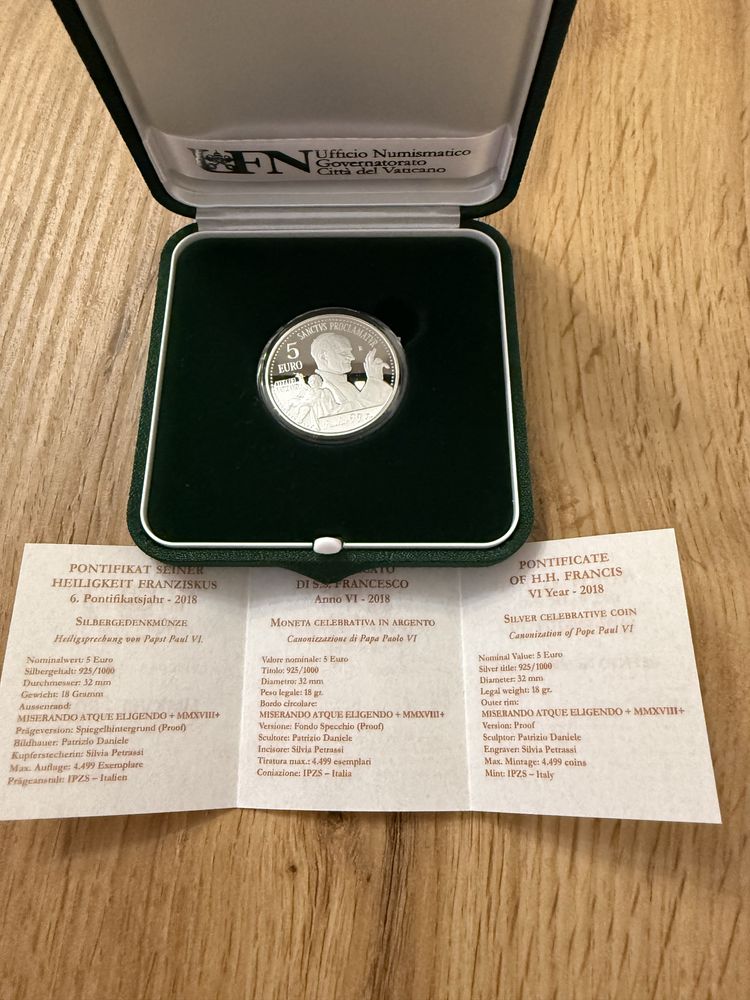 UFN Ufficio Numismatico
Governatorato
Città del Vaticano
SANCTVS PROCLAMATVR
5
EURO
R
PONTIFIKAT SEINER
HEILIGKEIT FRANZISKUS
6. Pontifikatsjahr - 2018
SILBERGEDENKMÜNZE
Heiligsprechung von Papst Paul VI.
Nominalwert: 5 Euro
Silbergehalt: 925/1000
Durchmesser: 32 mm
Gewicht: 18 Gramm
Aussenrand:
MISERANDO ATQUE ELIGENDO + MMXVIII+
Prägeversion: Spiegelhintergrund (Proof)
Bildhauer: Patrizio Daniele
Kupferstecherin: Silvia Petrassi
Max. Auflage: 4.499 Exemplare
Prägeanstalt: IPZS – Italien
DI S.S. FRANCESCO
Anno VI - 2018
MONETA CELEBRATIVA IN ARGENTO
Canonizzazione di Papa Paolo VI
Valore nominale: 5 Euro
Titolo: 925/1000
Diametro: 32 mm
Peso legale: 18 gr.
Bordo circolare:
MISERANDO ATQUE ELIGENDO + MMXVIII+
Versione: Fondo Specchio (Proof)
Scultore: Patrizio Daniele
Incisore: Silvia Petrassi
Tiratura max.: 4.499 esemplari
Coniazione: IPZS – Italia
PONTIFICATE
OF H.H. FRANCIS
VI Year - 2018
SILVER CELEBRATIVE COIN
Canonization of Pope Paul VI
Nominal Value: 5 Euro
Silver title: 925/1000
Diameter: 32 mm
Legal weight: 18 gr.
Outer rim:
MISERANDO ATQUE ELIGENDO + MMXVIII+
Version: Proof
Sculptor: Patrizio Daniele
Engraver: Silvia Petrassi
Max. Mintage: 4.499 coins
Mint: IPZS – Italy